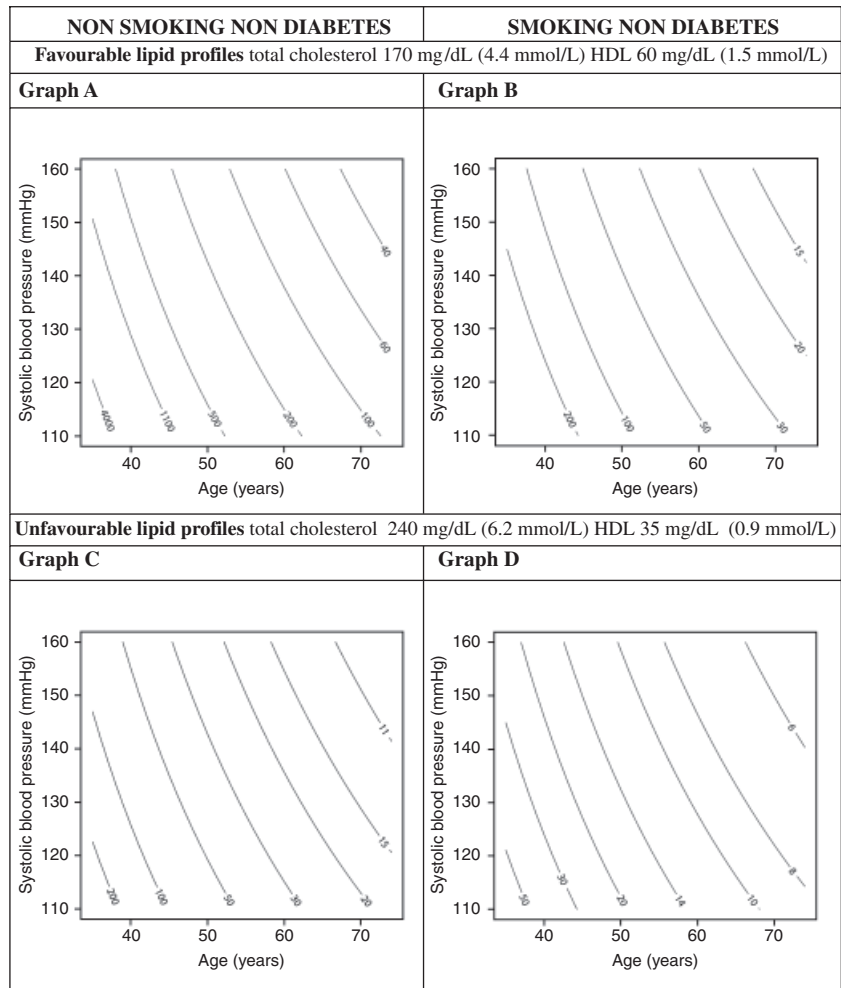 NON SMOKING NON DIABETES SMOKING NON DIABETES
Favourable lipid profiles total cholesterol 170 mg/dL (4.4 mmol/L) HDL 60 mg/dL (1.5 mmol/L)
Graph A Graph B
Systolic blood pressure (mmHg)
160
150
140
130
120
110
4000 1100 500 200 100 60 40
40 50 60 70
Age (years)
Systolic blood pressure (mmHg)
160
150
140
130
120
110
200 100 50 30 20 15
40 50 60 70
Age (years)
Unfavourable lipid profiles total cholesterol 240 mg/dL (6.2 mmol/L) HDL 35 mg/dL (0.9 mmol/L)
Graph C Graph D
Systolic blood pressure (mmHg)
160
150
140
130
120
110
200 100 50 30 20 15 11
40 50 60 70
Age (years)
Systolic blood pressure (mmHg)
160
150
140
130
120
110
50 30 20 14 10 8 6
40 50 60 70
Age (years)